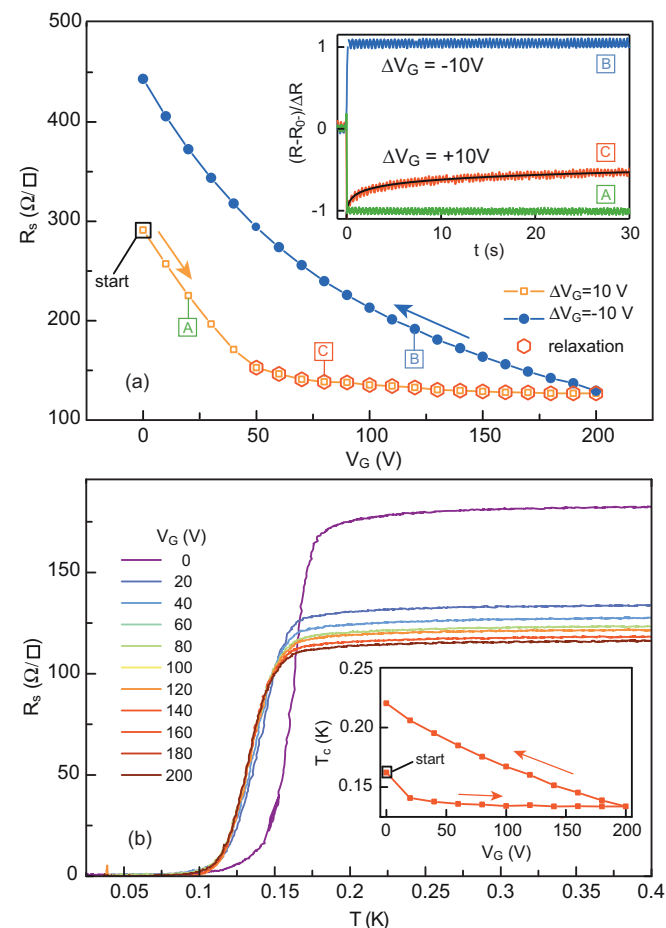 500
400
300
200
100
R_s (Ω/□)
0
50
100
150
200
V_G (V)
start
(a)
A
C
B
ΔV_G=10 V
ΔV_G=-10 V
relaxation
1
0
-1
(R-R_0-)/ΔR
ΔV_G = -10V
B
ΔV_G = +10V
C
A
0
10
20
30
t (s)
150
100
50
0
R_s (Ω/□)
V_G (V)
0
20
40
60
80
100
120
140
160
180
200
(b)
0.05
0.1
0.15
0.2
0.25
0.3
0.35
0.4
T (K)
0.25
0.20
0.15
T_c (K)
start
0
50
100
150
200
V_G (V)